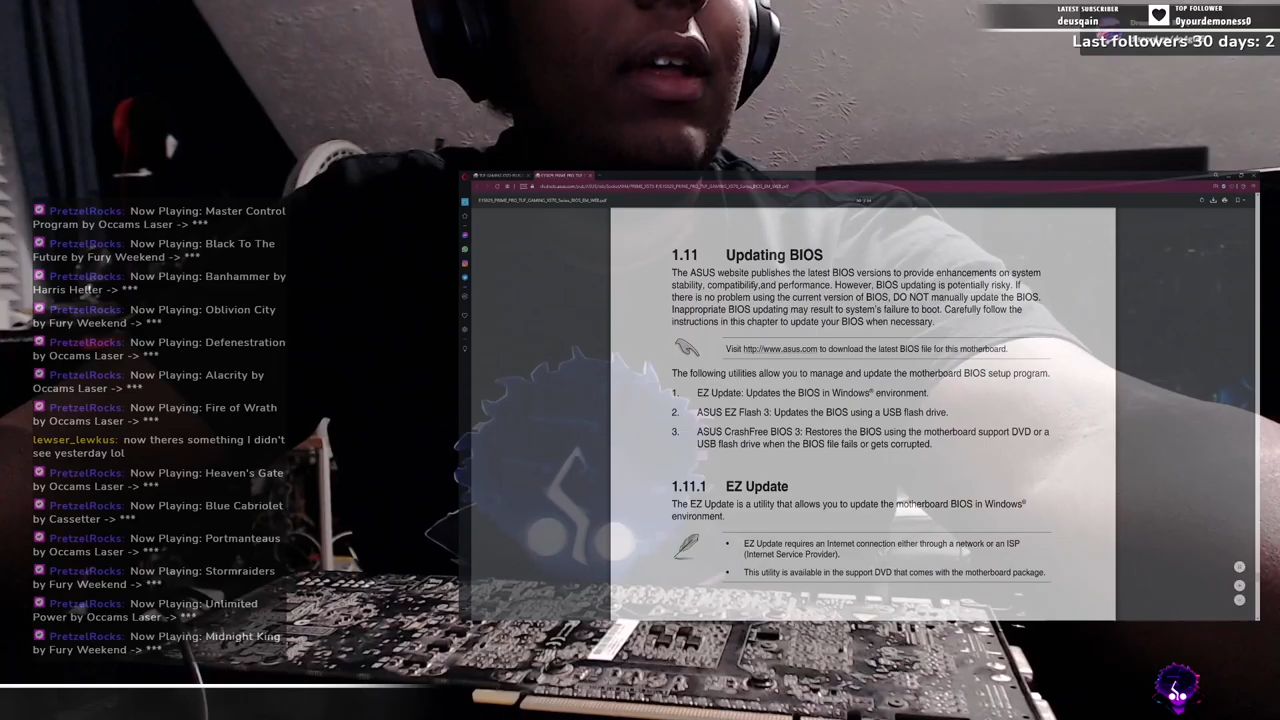 LATEST SUBSCRIBER
deusqain
TOP FOLLOWER
0yourdemoness0
Last followers 30 days: 2
PretzelRocks: Now Playing: Master Control
Program by Occams Laser -> ***
PretzelRocks: Now Playing: Black To The
Future by Fury Weekend -> ***
PretzelRocks: Now Playing: Banhammer by
Harris Heller -> ***
PretzelRocks: Now Playing: Oblivion City
by Fury Weekend -> ***
PretzelRocks: Now Playing: Defenestration
by Occams Laser -> ***
PretzelRocks: Now Playing: Alacrity by
Occams Laser -> ***
PretzelRocks: Now Playing: Fire of Wrath
by Occams Laser -> ***
lewser_lewkus: now theres something I didn't
see yesterday lol
PretzelRocks: Now Playing: Heaven's Gate
by Occams Laser -> ***
PretzelRocks: Now Playing: Blue Cabriolet
by Cassetter -> ***
PretzelRocks: Now Playing: Portmanteaus
by Occams Laser -> ***
PretzelRocks: Now Playing: Stormraiders
by Fury Weekend -> ***
PretzelRocks: Now Playing: Unlimited
Power by Occams Laser -> ***
PretzelRocks: Now Playing: Midnight King
by Fury Weekend -> ***
1.11 Updating BIOS
The ASUS website publishes the latest BIOS versions to provide enhancements on system
stability, compatibility,and performance. However, BIOS updating is potentially risky. If
there is no problem using the current version of BIOS, DO NOT manually update the BIOS.
Inappropriate BIOS updating may result to system's failure to boot. Carefully follow the
instructions in this chapter to update your BIOS when necessary.
Visit http://www.asus.com to download the latest BIOS file for this motherboard.
The following utilities allow you to manage and update the motherboard BIOS setup program.
1. EZ Update: Updates the BIOS in Windows® environment.
2. ASUS EZ Flash 3: Updates the BIOS using a USB flash drive.
3. ASUS CrashFree BIOS 3: Restores the BIOS using the motherboard support DVD or a
USB flash drive when the BIOS file fails or gets corrupted.
1.11.1 EZ Update
The EZ Update is a utility that allows you to update the motherboard BIOS in Windows®
environment.
• EZ Update requires an Internet connection either through a network or an ISP
(Internet Service Provider).
• This utility is available in the support DVD that comes with the motherboard package.